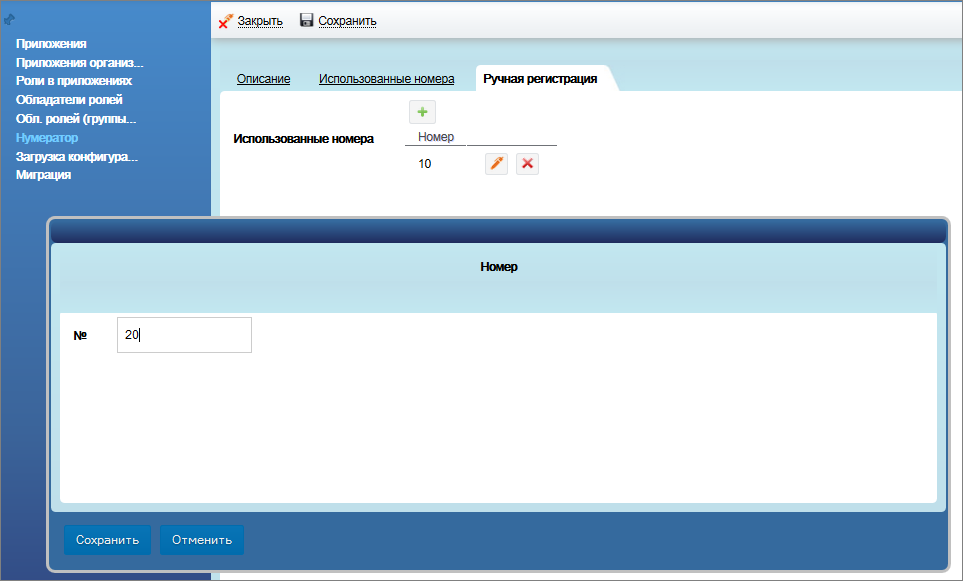 Закрыть Сохранить
Приложения
Приложения организ...
Роли в приложениях
Обладатели ролей
Обл. ролей (группы...
Нумератор
Загрузка конфигура...
Миграция
Описание Использованные номера Ручная регистрация
Использованные номера
Номер
10
Номер
№ 20
Сохранить Отменить